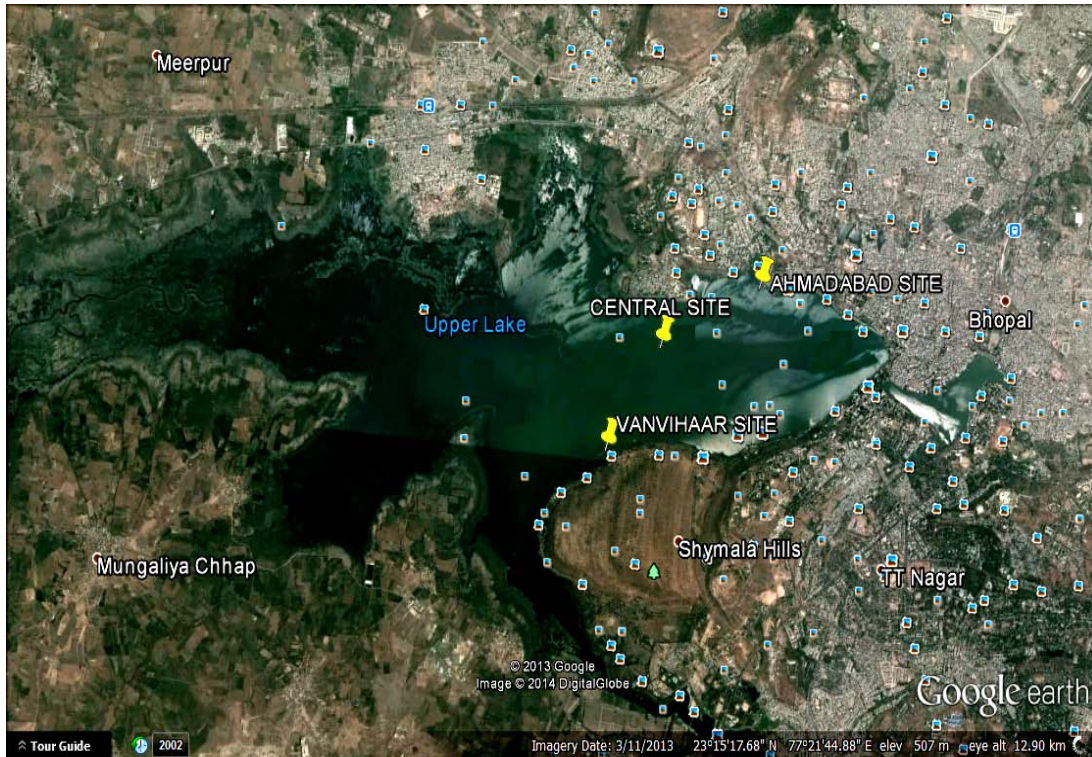 Meerpur
AHMADABAD SITE
CENTRAL SITE
Bhopal
Upper Lake
VANVIHAAR SITE
Shymala Hills
Mungaliya Chhap
TT Nagar
© 2013 Google
Image © 2014 DigitalGlobe
Google earth
Tour Guide
2002
Imagery Date: 3/11/2013 23°15'17.68" N 77°21'44.88" E elev 507 m eye alt 12.90 km